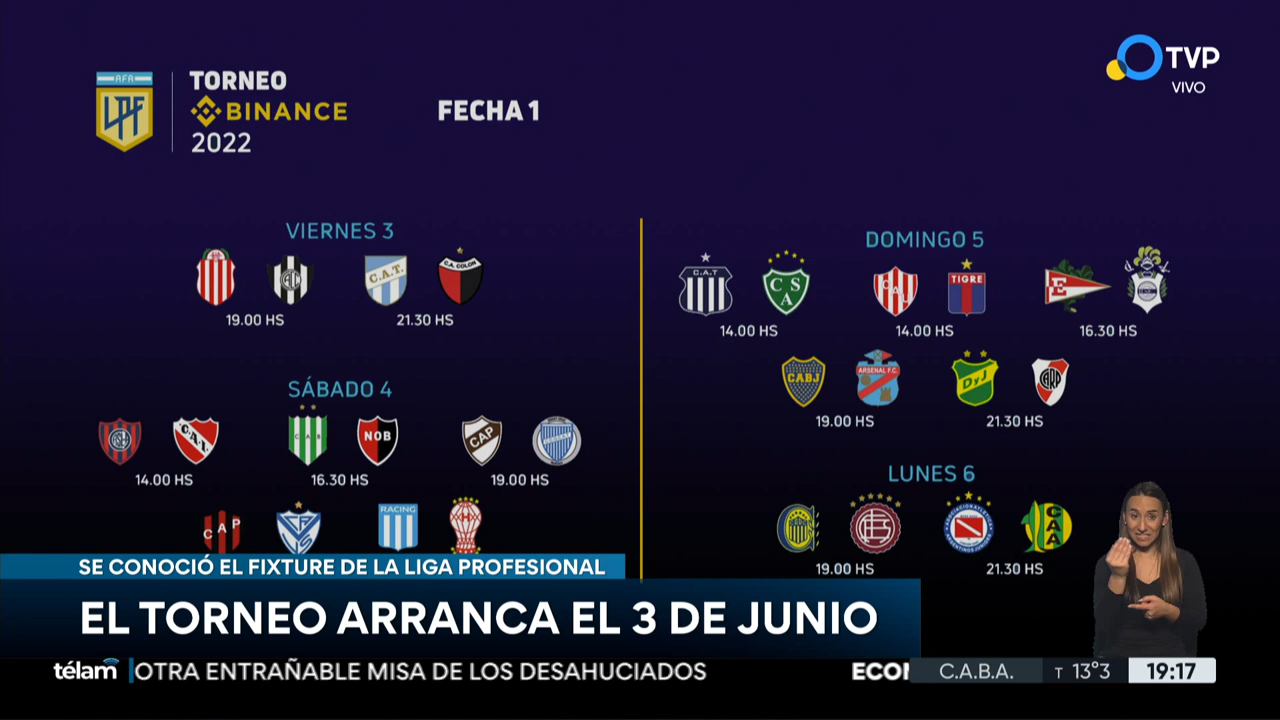 AFA
LPF
TORNEO
BINANCE
2022
FECHA 1
TVP
VIVO
VIERNES 3
C.A.T.
C.A. COLON
19.00 HS
21.30 HS
SÁBADO 4
C.A.I.
C A B
NOB
CAP
14.00 HS
16.30 HS
19.00 HS
C A P
RACING
DOMINGO 5
C.A.T
C S A
TIGRE
E
14.00 HS
14.00 HS
16.30 HS
CABJ
ARSENAL F.C.
DyJ
CARP
19.00 HS
21.30 HS
LUNES 6
CAA
19.00 HS
21.30 HS
SE CONOCIÓ EL FIXTURE DE LA LIGA PROFESIONAL
EL TORNEO ARRANCA EL 3 DE JUNIO
télam
OTRA ENTRAÑABLE MISA DE LOS DESAHUCIADOS
ECON
C.A.B.A.
T 13°3
19:17